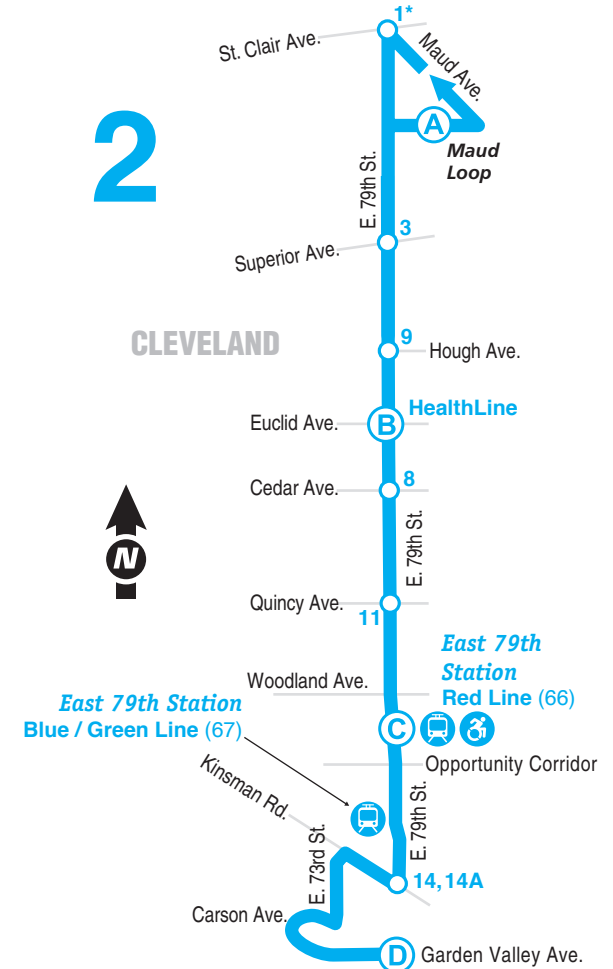 1*
St. Clair Ave.
Maud Ave.
2
A
Maud
Loop
E. 79th St.
3
Superior Ave.
CLEVELAND
9
Hough Ave.
HealthLine
Euclid Ave.
B
Cedar Ave.
8
N
E. 79th St.
Quincy Ave.
11
East 79th
Station
Red Line (66)
Woodland Ave.
East 79th Station
Blue / Green Line (67)
C
Opportunity Corridor
Kinsman Rd.
E. 79th St.
E. 73rd St.
14, 14A
Carson Ave.
D
Garden Valley Ave.